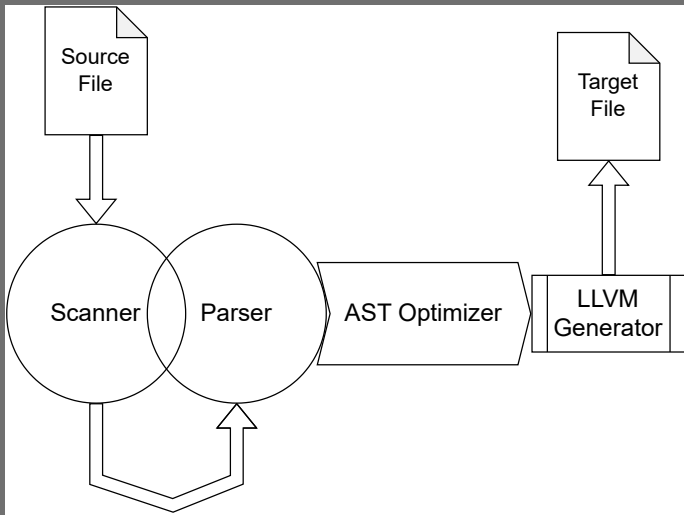 Source
File
Target
File
Scanner
Parser
AST Optimizer
LLVM
Generator